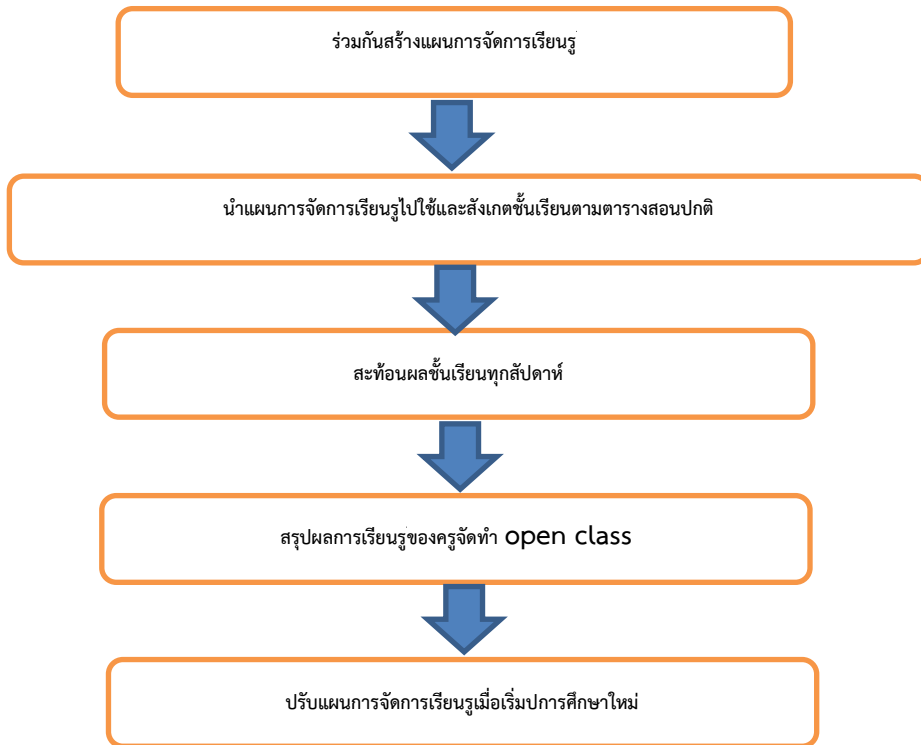 ร่วมกันสร้างแผนการจัดการเรียนรู้
นำแผนการจัดการเรียนรูไปใช้และสังเกตชั้นเรียนตามตารางสอนปกติ
สะท้อนผลชั้นเรียนทุกสัปดาห์
สรุปผลการเรียนรู้ของครูจัดทำ open class
ปรับแผนการจัดการเรียนรูเมื่อเริ่มปการศึกษาใหม่